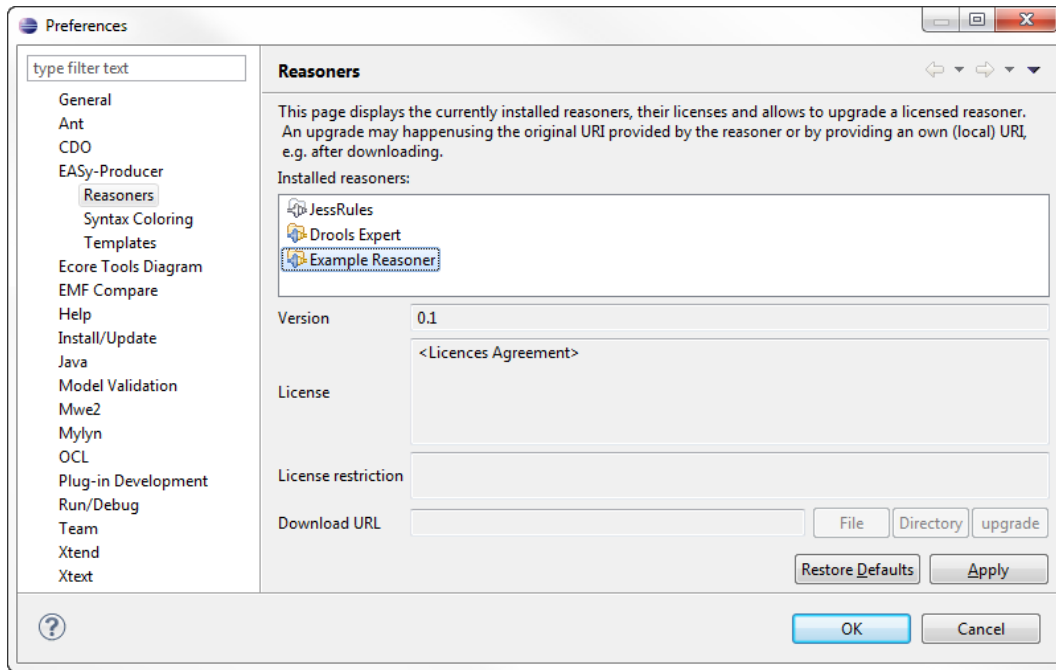 Preferences
type filter text
General
Ant
CDO
EASy-Producer
Reasoners
Syntax Coloring
Templates
Ecore Tools Diagram
EMF Compare
Help
Install/Update
Java
Model Validation
Mwe2
Mylyn
OCL
Plug-in Development
Run/Debug
Team
Xtend
Xtext
Reasoners
This page displays the currently installed reasoners, their licenses and allows to upgrade a licensed reasoner.
An upgrade may happenusing the original URI provided by the reasoner or by providing an own (local) URI,
e.g. after downloading.
Installed reasoners:
JessRules
Drools Expert
Example Reasoner
Version 0.1
<Licences Agreement>
License
License restriction
Download URL File Directory upgrade
Restore Defaults Apply
? OK Cancel